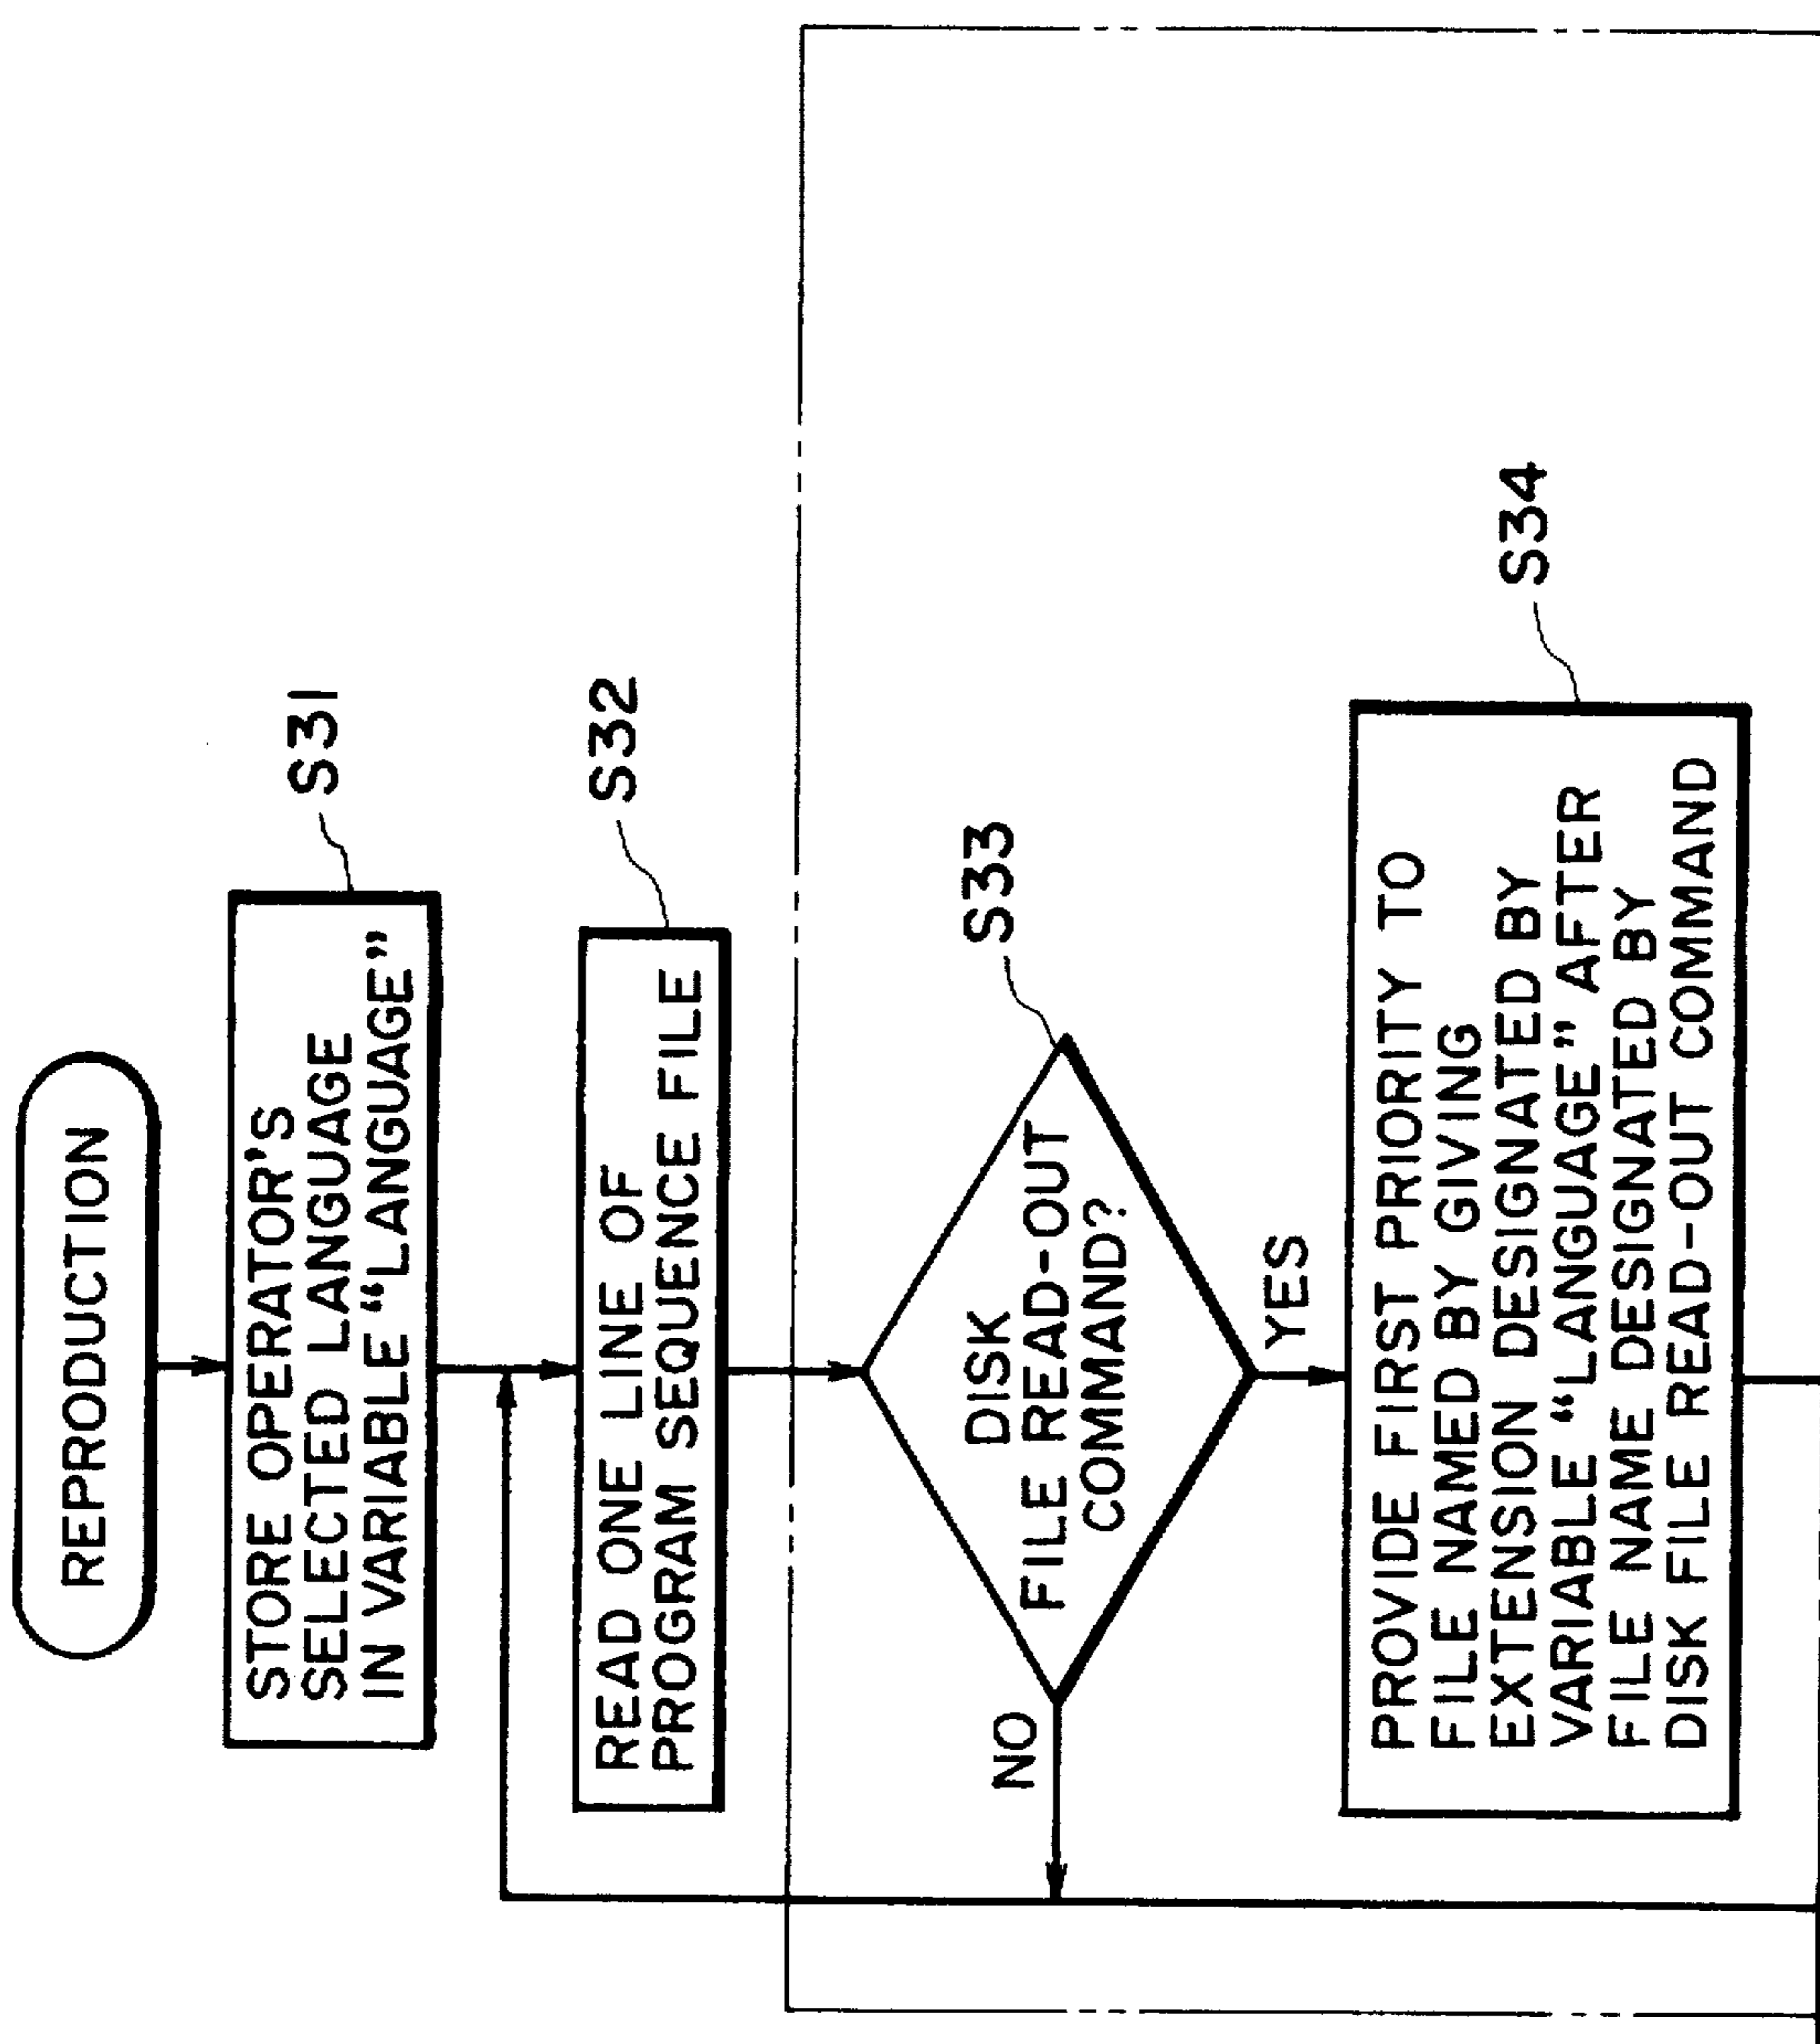 REPRODUCTION
STORE OPERATOR'S
SELECTED LANGUAGE
IN VARIABLE “LANGUAGE”
S31
READ ONE LINE OF
PROGRAM SEQUENCE FILE
S32
DISK
FILE READ-OUT
COMMAND?
S33
NO
YES
PROVIDE FIRST PRIORITY TO
FILE NAMED BY GIVING
EXTENSION DESIGNATED BY
VARIABLE “LANGUAGE” AFTER
FILE NAME DESIGNATED BY
DISK FILE READ-OUT COMMAND
S34